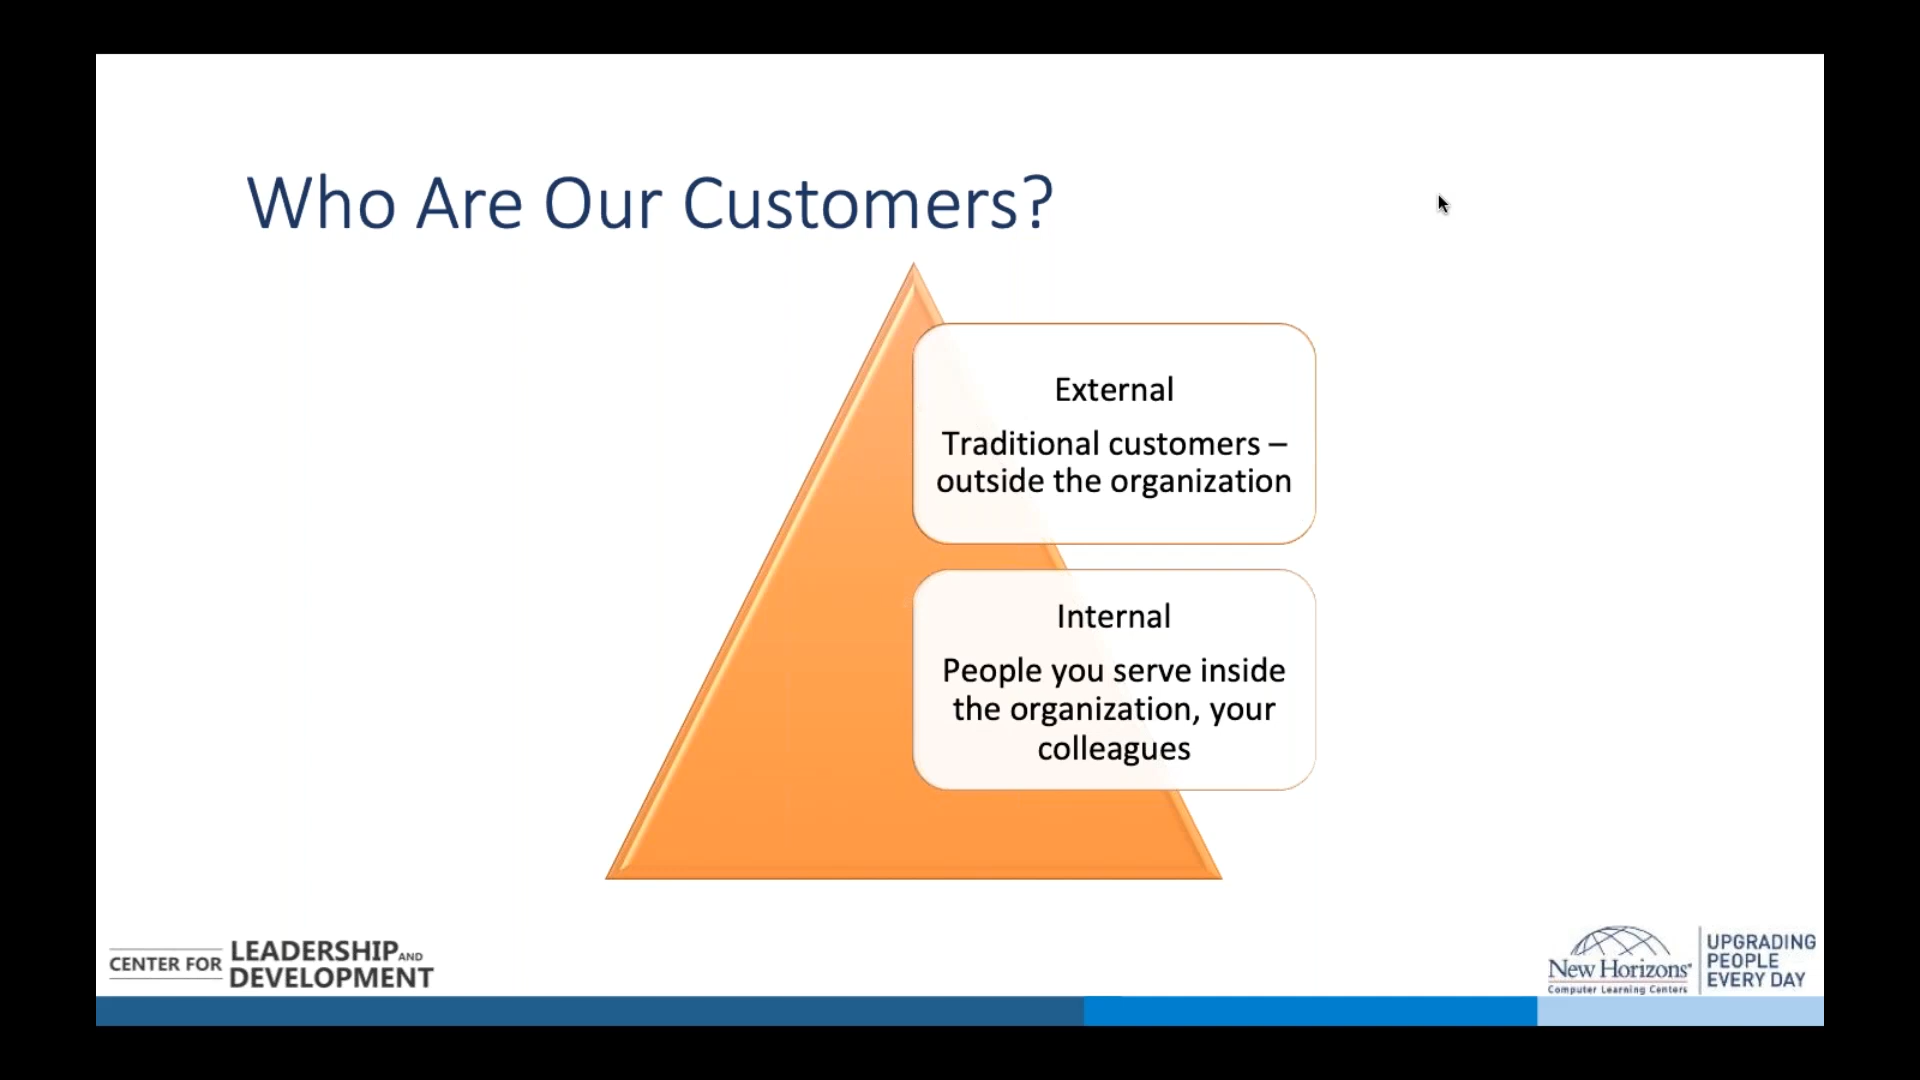 Who Are Our Customers?
External
Traditional customers –
outside the organization
Internal
People you serve inside
the organization, your
colleagues
CENTER FOR LEADERSHIP AND
DEVELOPMENT
New Horizons®
Computer Learning Centers
UPGRADING
PEOPLE
EVERY DAY